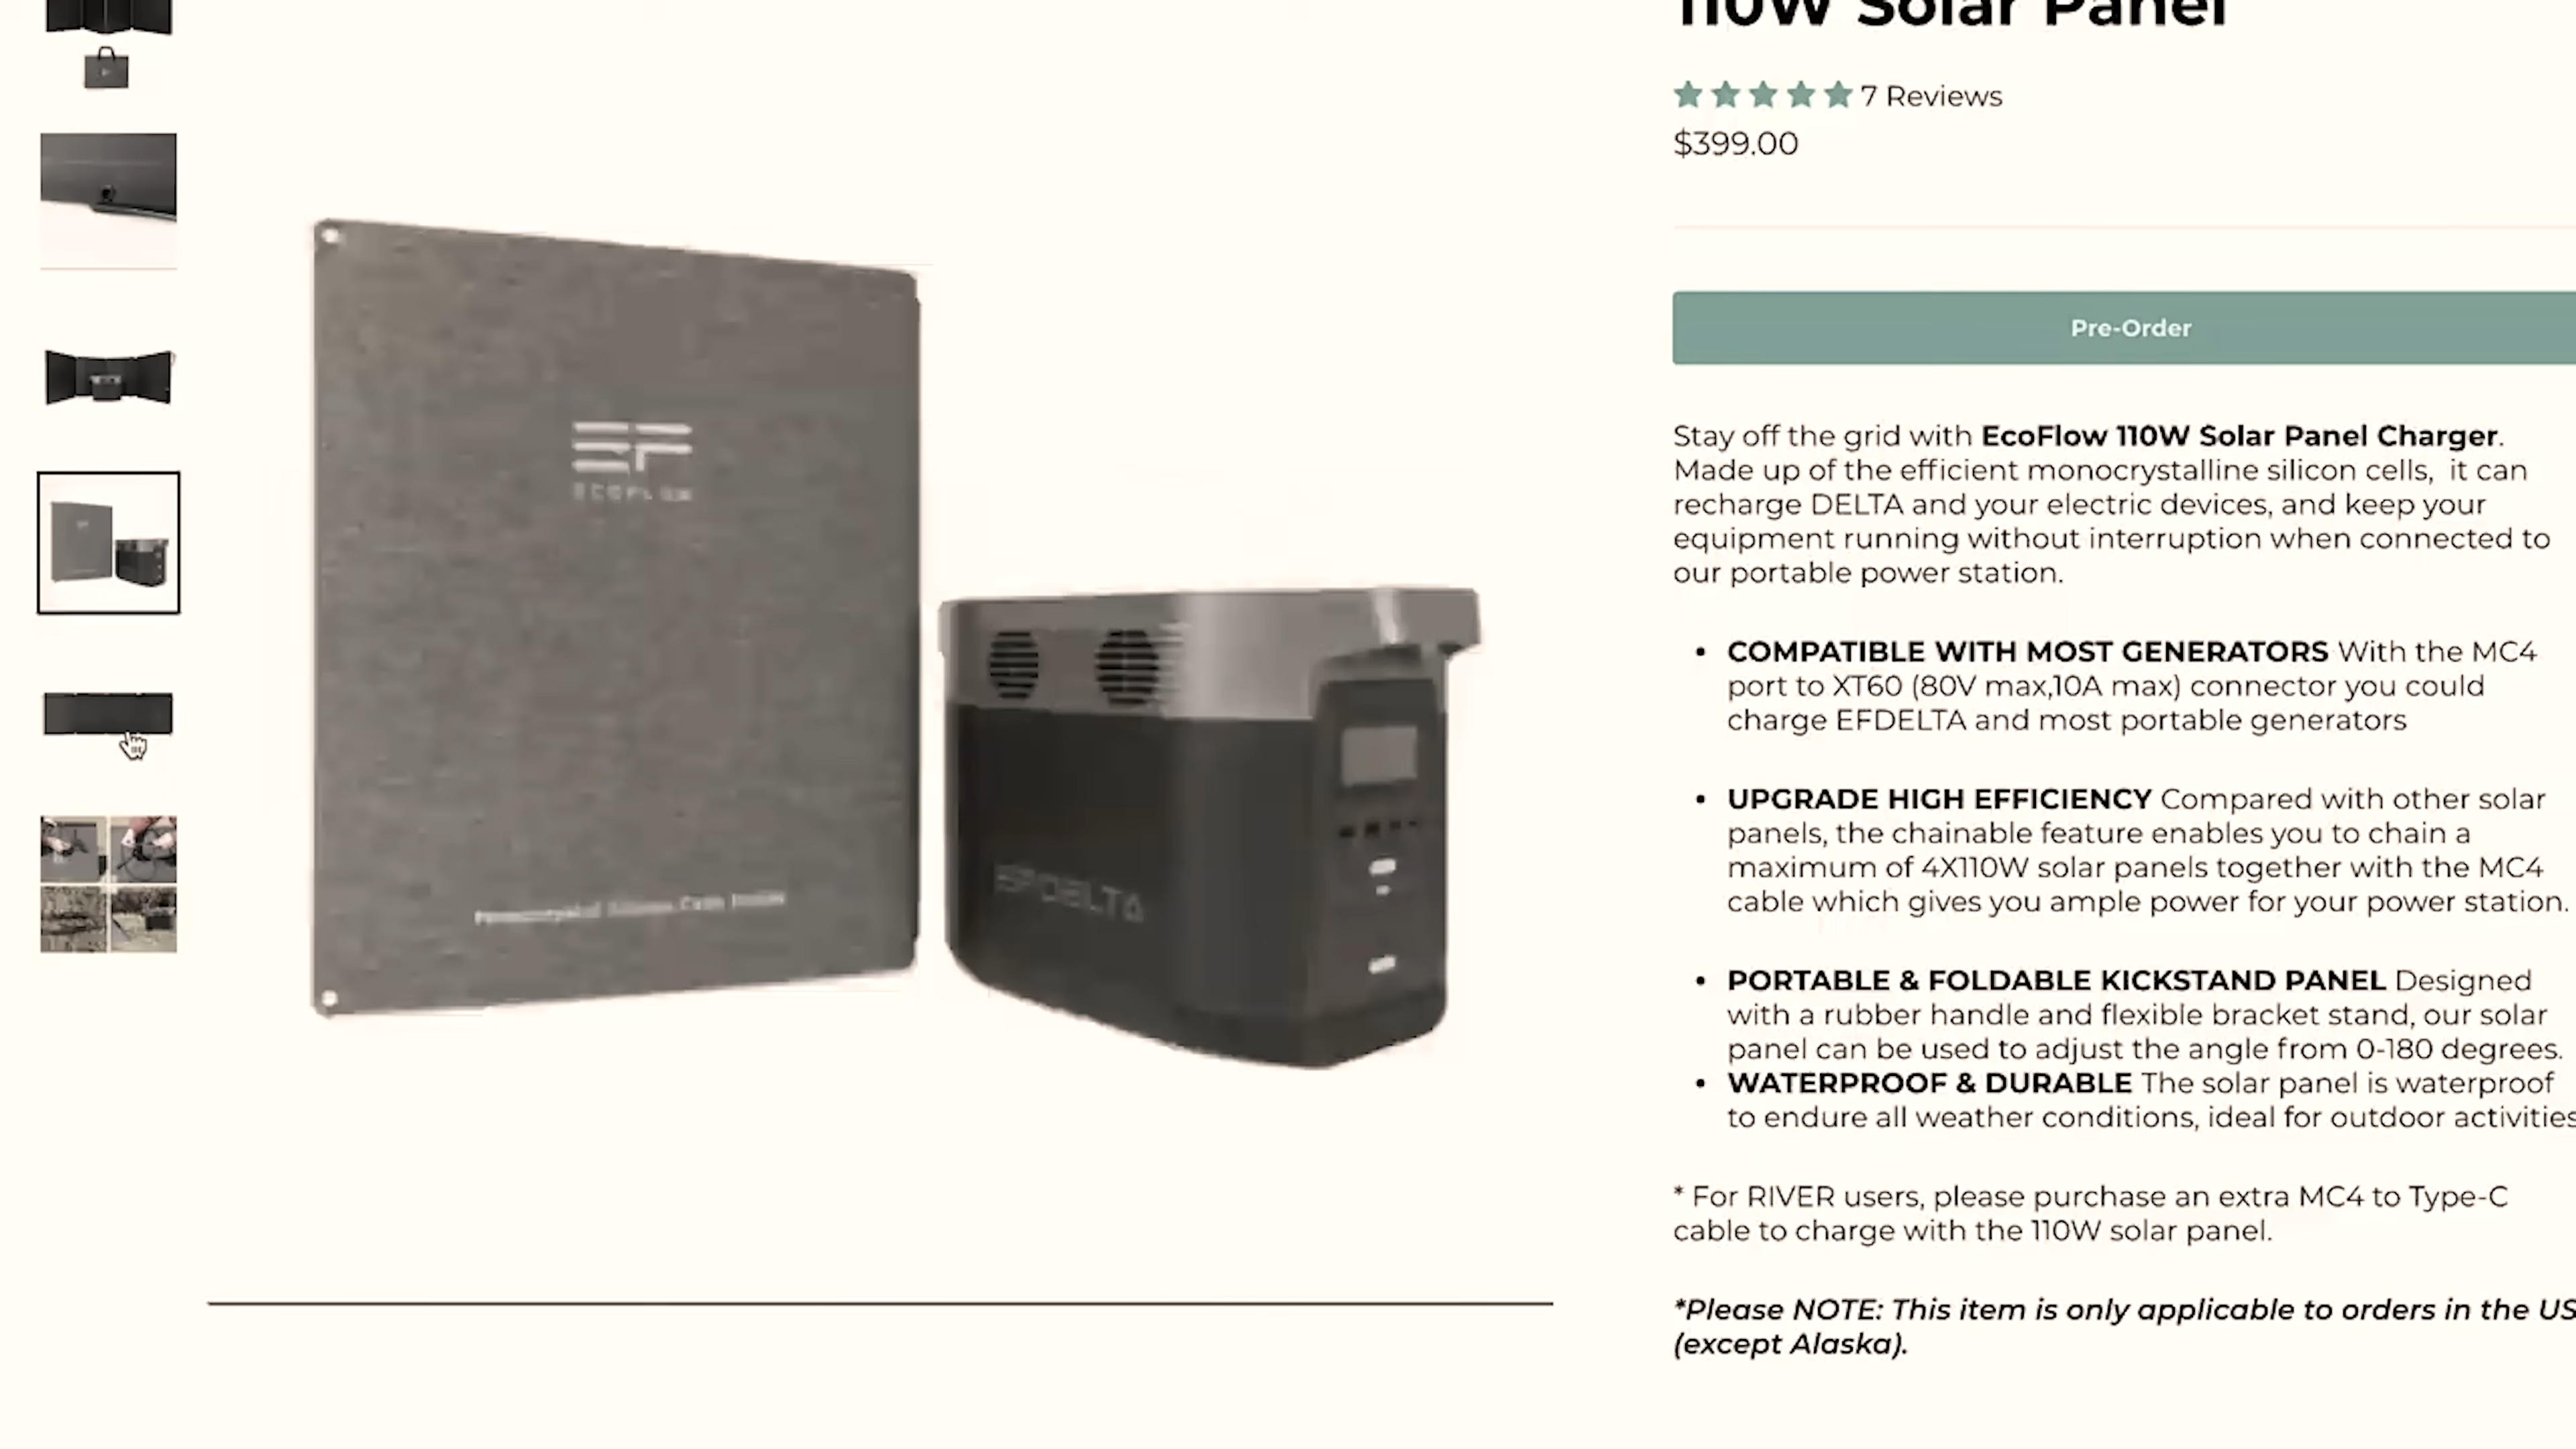 110W Solar Panel
7 Reviews
$399.00
Pre-Order
Stay off the grid with EcoFlow 110W Solar Panel Charger.
Made up of the efficient monocrystalline silicon cells,  it can
recharge DELTA and your electric devices, and keep your
equipment running without interruption when connected to
our portable power station.
• COMPATIBLE WITH MOST GENERATORS With the MC4
port to XT60 (80V max,10A max) connector you could
charge EFDELTA and most portable generators
• UPGRADE HIGH EFFICIENCY Compared with other solar
panels, the chainable feature enables you to chain a
maximum of 4X110W solar panels together with the MC4
cable which gives you ample power for your power station.
• PORTABLE & FOLDABLE KICKSTAND PANEL Designed
with a rubber handle and flexible bracket stand, our solar
panel can be used to adjust the angle from 0-180 degrees.
• WATERPROOF & DURABLE The solar panel is waterproof
to endure all weather conditions, ideal for outdoor activities
* For RIVER users, please purchase an extra MC4 to Type-C
cable to charge with the 110W solar panel.
*Please NOTE: This item is only applicable to orders in the US
(except Alaska).
EF
ECOFLOW
EFDELTA